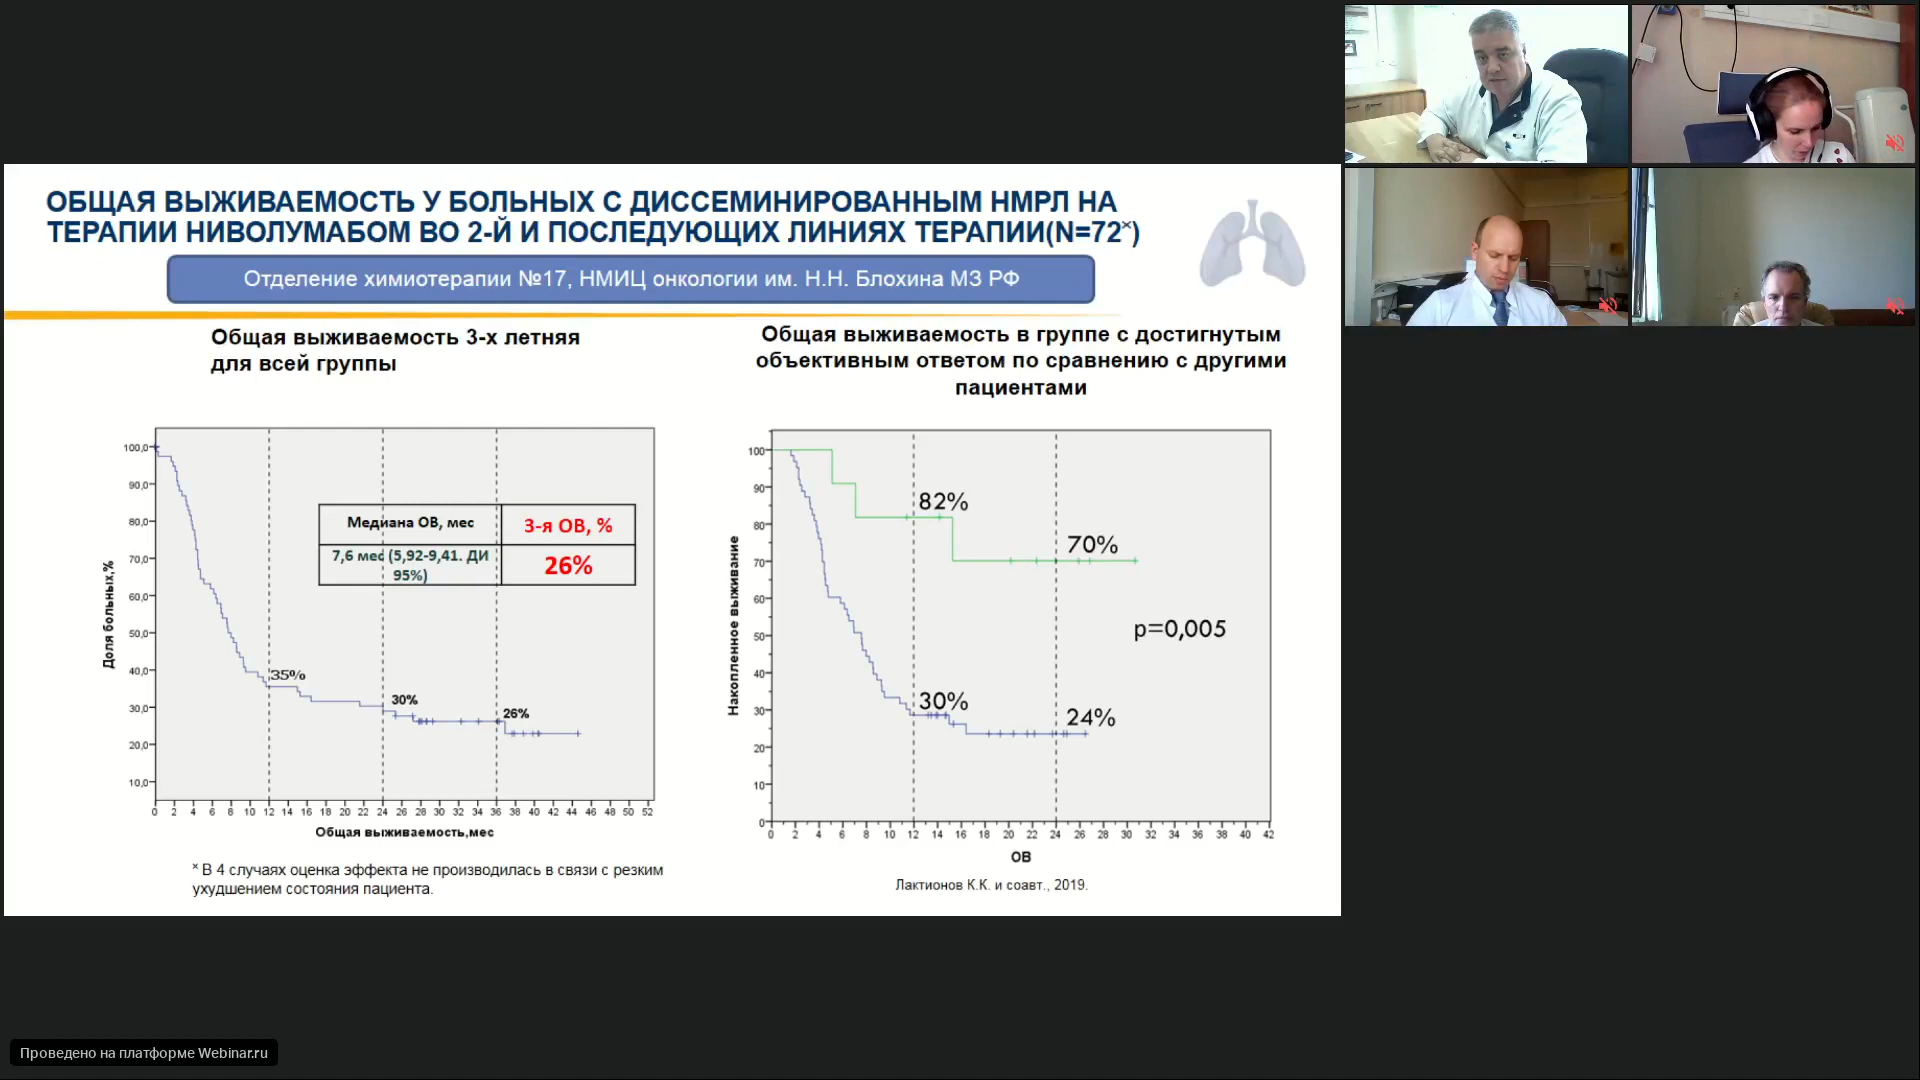 ОБЩАЯ ВЫЖИВАЕМОСТЬ У БОЛЬНЫХ С ДИССЕМИНИРОВАННЫМ НМРЛ НА
ТЕРАПИИ НИВОЛУМАБОМ ВО 2-Й И ПОСЛЕДУЮЩИХ ЛИНИЯХ ТЕРАПИИ(N=72ˣ)
Отделение химиотерапии №17, НМИЦ онкологии им. Н.Н. Блохина МЗ РФ
Общая выживаемость 3-х летняя
для всей группы
Доля больных,%
100,0
90,0
80,0
70,0
60,0
50,0
40,0
30,0
20,0
10,0
Медиана ОВ, мес 3-я ОВ, %
7,6 мес (5,92-9,41. ДИ
95%)
26%
35%
30%
26%
0 2 4 6 8 10 12 14 16 18 20 22 24 26 28 30 32 34 36 38 40 42 44 46 48 50 52
Общая выживаемость,мес
ˣ В 4 случаях оценка эффекта не производилась в связи с резким
ухудшением состояния пациента.
Общая выживаемость в группе с достигнутым
объективным ответом по сравнению с другими
пациентами
Накопленное выживание
100
90
80
70
60
50
40
30
20
10
0
82%
70%
p=0,005
30%
24%
0 2 4 6 8 10 12 14 16 18 20 22 24 26 28 30 32 34 36 38 40 42
ОВ
Лактионов К.К. и соавт., 2019.
Проведено на платформе Webinar.ru